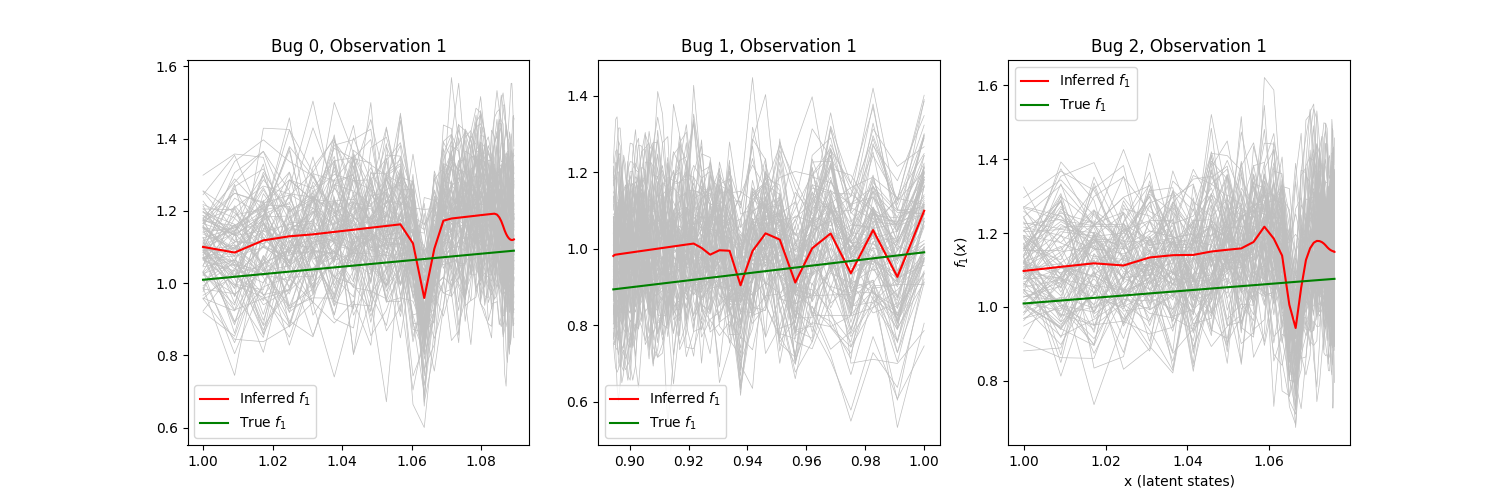 Bug 0, Observation 1
1.6
1.4
1.2
1.0
0.8
0.6
1.00 1.02 1.04 1.06 1.08
Inferred f₁
True f₁
Bug 1, Observation 1
1.4
1.2
1.0
0.8
0.6
0.90 0.92 0.94 0.96 0.98 1.00
Inferred f₁
True f₁
Bug 2, Observation 1
f₁(x)
1.6
1.4
1.2
1.0
0.8
1.00 1.02 1.04 1.06
x (latent states)
Inferred f₁
True f₁